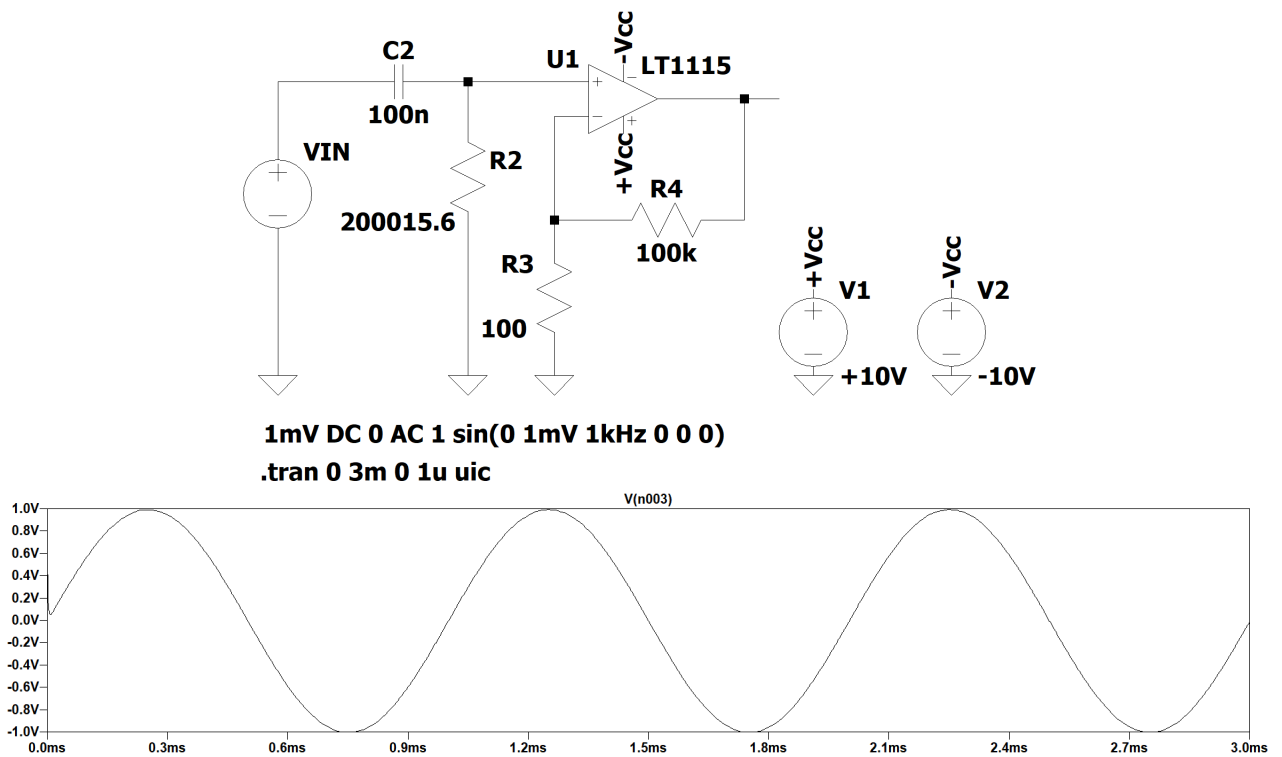 -Vcc
C2
U1
LT1115
+
−
100n
−
+
VIN
+Vcc
+
R2
R4
−
200015.6
100k
+Vcc
-Vcc
R3
V1
V2
+
+
100
−
−
+10V
-10V
1mV DC 0 AC 1 sin(0 1mV 1kHz 0 0 0)
.tran 0 3m 0 1u uic
V(n003)
1.0V
0.8V
0.6V
0.4V
0.2V
0.0V
-0.2V
-0.4V
-0.6V
-0.8V
-1.0V
0.0ms 0.3ms 0.6ms 0.9ms 1.2ms 1.5ms 1.8ms 2.1ms 2.4ms 2.7ms 3.0ms